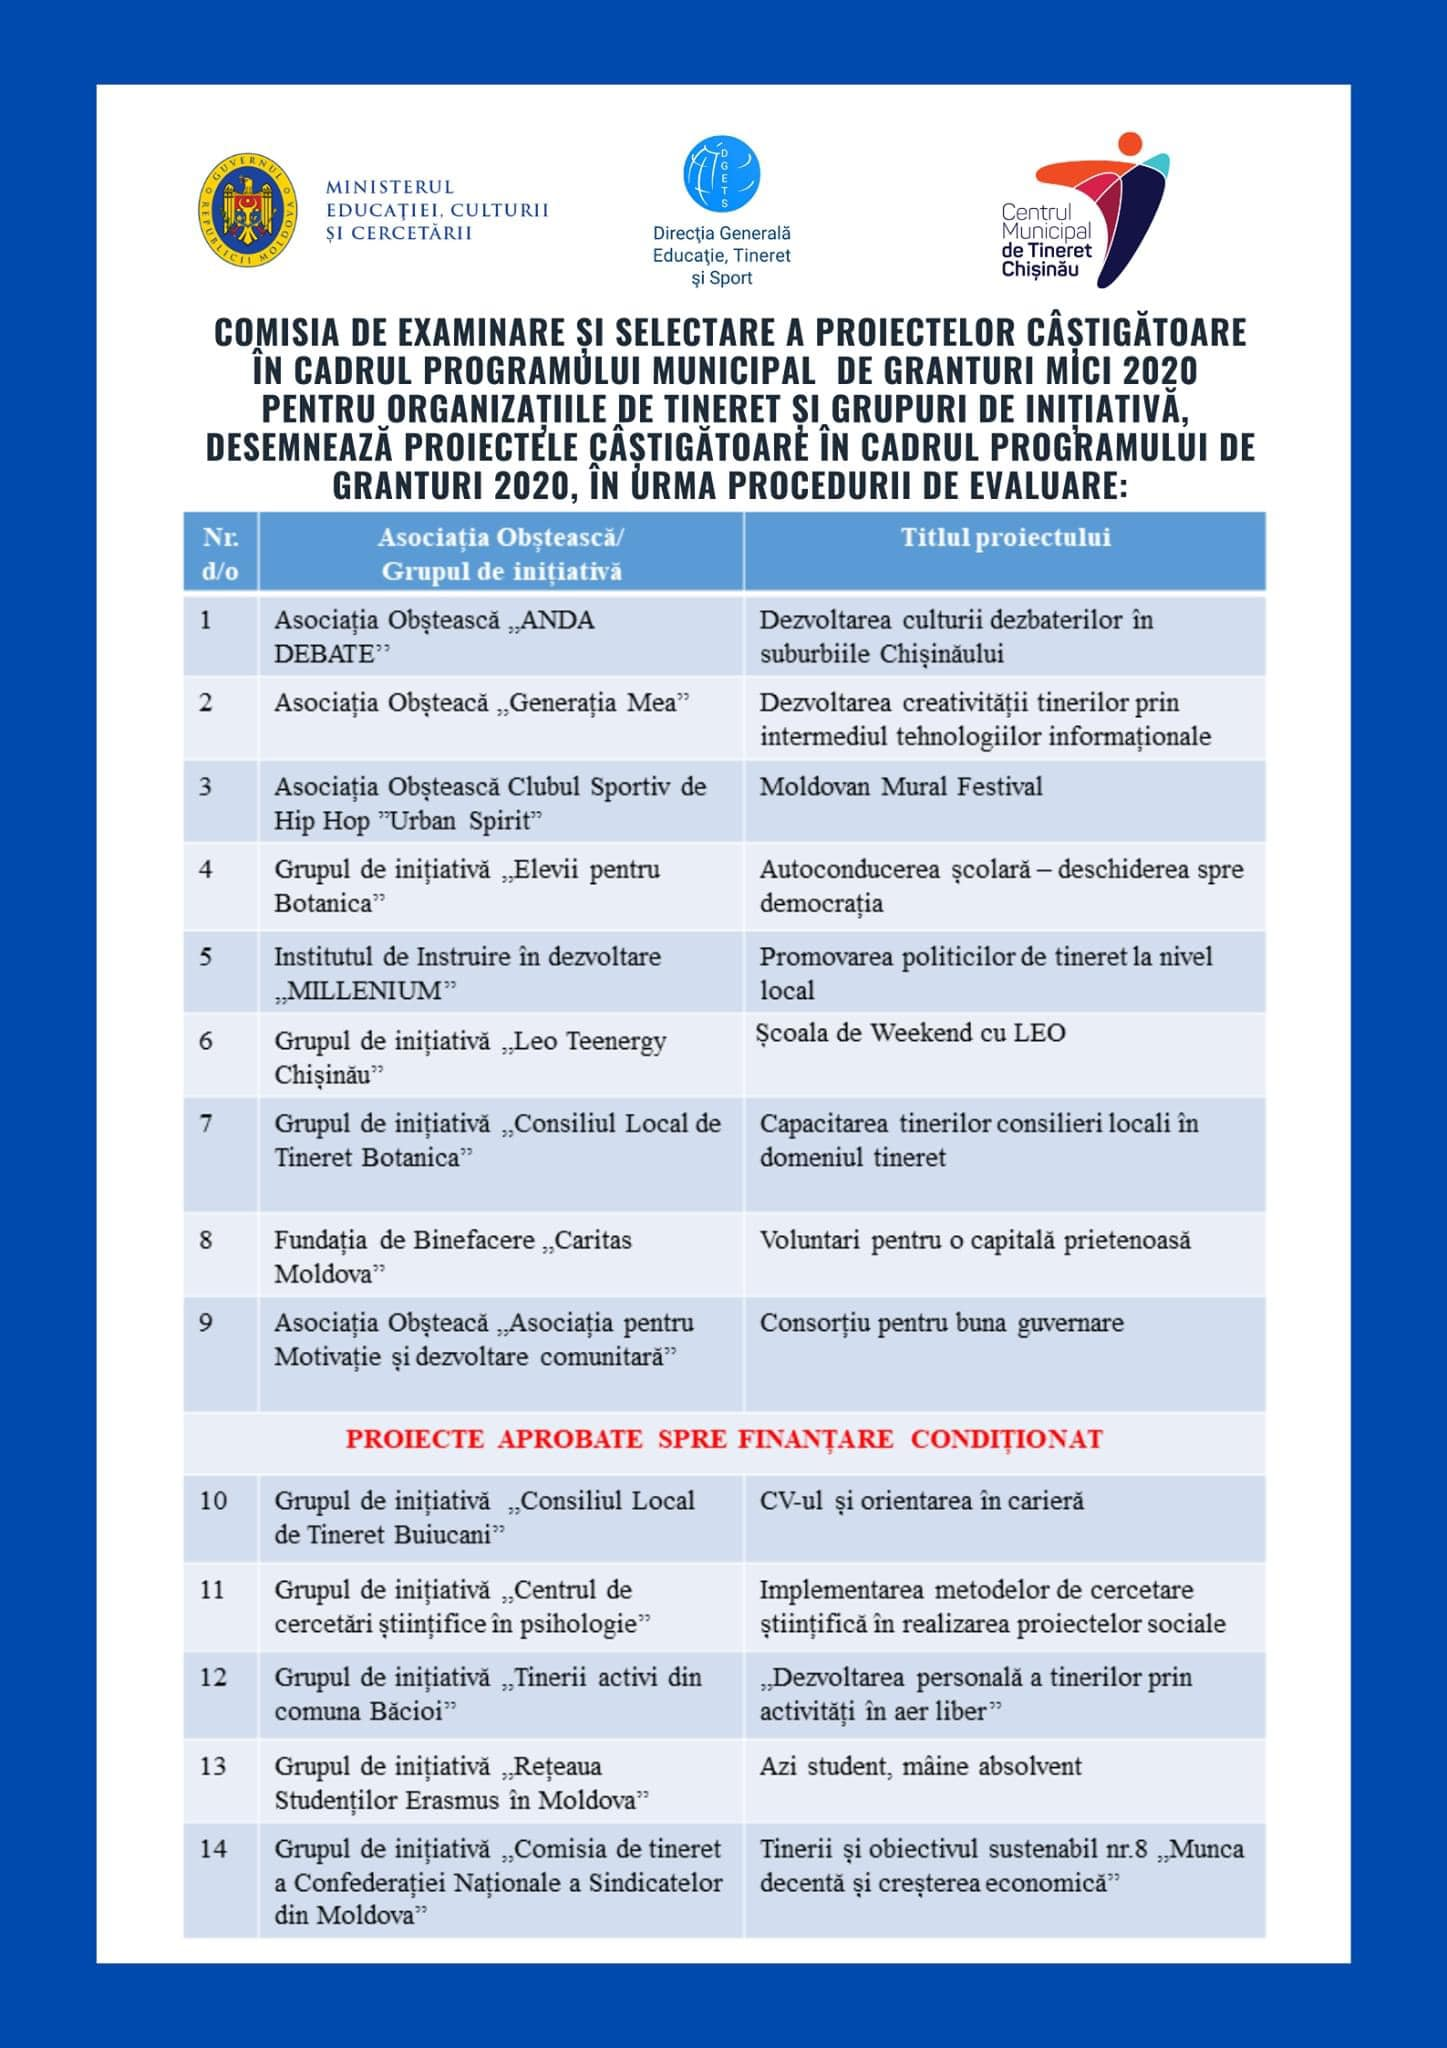 GUVERNUL
REPUBLICII MOLDOVA
MINISTERUL
EDUCAȚIEI, CULTURII
ȘI CERCETĂRII
DGETS
Direcţia Generală
Educaţie, Tineret
şi Sport
Centrul
Municipal
de Tineret
Chișinău
COMISIA DE EXAMINARE ȘI SELECTARE A PROIECTELOR CÂȘTIGĂTOARE
ÎN CADRUL PROGRAMULUI MUNICIPAL DE GRANTURI MICI 2020
PENTRU ORGANIZAȚIILE DE TINERET ȘI GRUPURI DE INIȚIATIVĂ,
DESEMNEAZĂ PROIECTELE CÂȘTIGĂTOARE ÎN CADRUL PROGRAMULUI DE
GRANTURI 2020, ÎN URMA PROCEDURII DE EVALUARE:
Nr. d/o
Asociația Obștească/
Grupul de inițiativă
Titlul proiectului
1
Asociația Obștească „ANDA
DEBATE”
Dezvoltarea culturii dezbaterilor în
suburbiile Chișinăului
2
Asociația Obșteacă „Generația Mea”
Dezvoltarea creativității tinerilor prin
intermediul tehnologiilor informaționale
3
Asociația Obștească Clubul Sportiv de
Hip Hop ”Urban Spirit”
Moldovan Mural Festival
4
Grupul de inițiativă „Elevii pentru
Botanica”
Autoconducerea școlară – deschiderea spre
democrația
5
Institutul de Instruire în dezvoltare
„MILLENIUM”
Promovarea politicilor de tineret la nivel
local
6
Grupul de inițiativă „Leo Teenergy
Chișinău”
Școala de Weekend cu LEO
7
Grupul de inițiativă „Consiliul Local de
Tineret Botanica”
Capacitarea tinerilor consilieri locali în
domeniul tineret
8
Fundația de Binefacere „Caritas
Moldova”
Voluntari pentru o capitală prietenoasă
9
Asociația Obșteacă „Asociația pentru
Motivație și dezvoltare comunitară”
Consorțiu pentru buna guvernare
PROIECTE APROBATE SPRE FINANȚARE CONDIȚIONAT
10
Grupul de inițiativă „Consiliul Local
de Tineret Buiucani”
CV-ul și orientarea în carieră
11
Grupul de inițiativă „Centrul de
cercetări științifice în psihologie”
Implementarea metodelor de cercetare
științifică în realizarea proiectelor sociale
12
Grupul de inițiativă „Tinerii activi din
comuna Băcioi”
„Dezvoltarea personală a tinerilor prin
activități în aer liber”
13
Grupul de inițiativă „Rețeaua
Studenților Erasmus în Moldova”
Azi student, mâine absolvent
14
Grupul de inițiativă „Comisia de tineret
a Confederației Naționale a Sindicatelor
din Moldova”
Tinerii și obiectivul sustenabil nr.8 „Munca
decentă și creșterea economică”